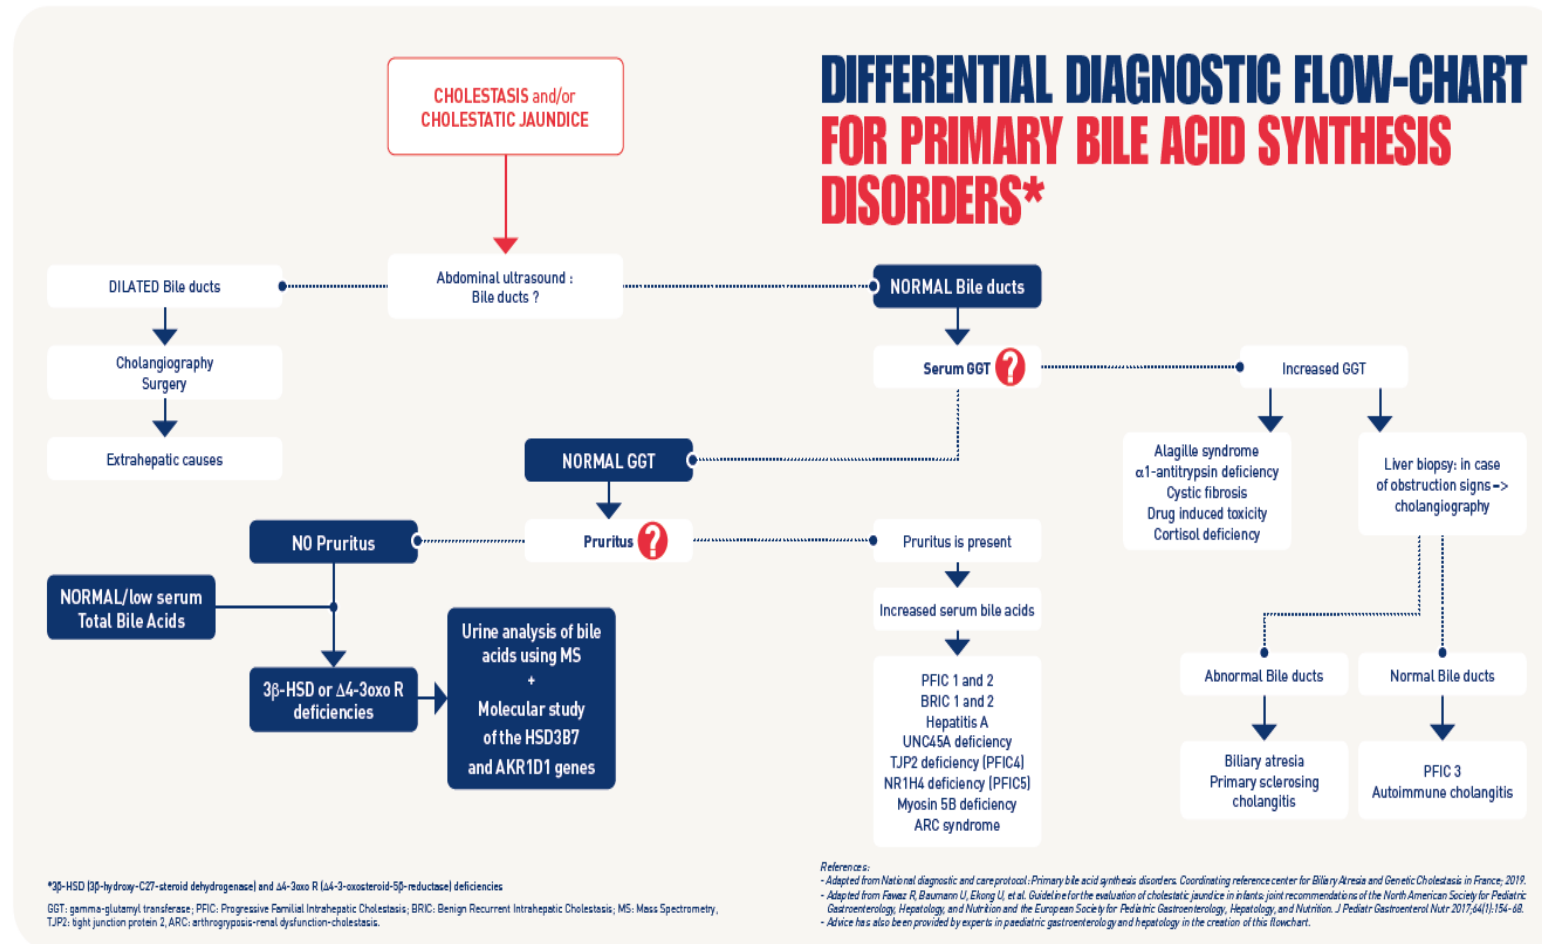 DIFFERENTIAL DIAGNOSTIC FLOW-CHART
FOR PRIMARY BILE ACID SYNTHESIS
DISORDERS*
CHOLESTASIS and/or
CHOLESTATIC JAUNDICE
Abdominal ultrasound :
Bile ducts ?
DILATED Bile ducts
Cholangiography
Surgery
Extrahepatic causes
NORMAL Bile ducts
Serum GGT ?
Increased GGT
Alagille syndrome
α1-antitrypsin deficiency
Cystic fibrosis
Drug induced toxicity
Cortisol deficiency
Liver biopsy: in case
of obstruction signs =>
cholangiography
Abnormal Bile ducts
Biliary atresia
Primary sclerosing
cholangitis
Normal Bile ducts
PFIC 3
Autoimmune cholangitis
NORMAL GGT
Pruritus ?
Pruritus is present
Increased serum bile acids
PFIC 1 and 2
BRIC 1 and 2
Hepatitis A
UNC45A deficiency
TJP2 deficiency (PFIC4)
NR1H4 deficiency (PFIC5)
Myosin 5B deficiency
ARC syndrome
NO Pruritus
NORMAL/low serum
Total Bile Acids
3β-HSD or Δ4-3oxo R
deficiencies
Urine analysis of bile
acids using MS
+
Molecular study
of the HSD3B7
and AKR1D1 genes
*3β-HSD (3β-hydroxy-C27-steroid dehydrogenase) and Δ4-3oxo R (Δ4-3-oxosteroid-5β-reductase) deficiencies
GGT: gamma-glutamyl transferase; PFIC: Progressive Familial Intrahepatic Cholestasis; BRIC: Benign Recurrent Intrahepatic Cholestasis; MS: Mass Spectrometry,
TJP2: tight junction protein 2, ARC: arthrogryposis-renal dysfunction-cholestasis.
References:
- Adapted from National diagnostic and care protocol: Primary bile acid synthesis disorders. Coordinating reference center for Biliary Atresia and Genetic Cholestasis in France; 2019.
- Adapted from Fawaz R, Baumann U, Ekong U, et al. Guideline for the evaluation of cholestatic jaundice in infants: joint recommendations of the North American Society for Pediatric
Gastroenterology, Hepatology, and Nutrition and the European Society for Pediatric Gastroenterology, Hepatology, and Nutrition. J Pediatr Gastroenterol Nutr 2017;64(1):154-68.
- Advice has also been provided by experts in paediatric gastroenterology and hepatology in the creation of this flowchart.